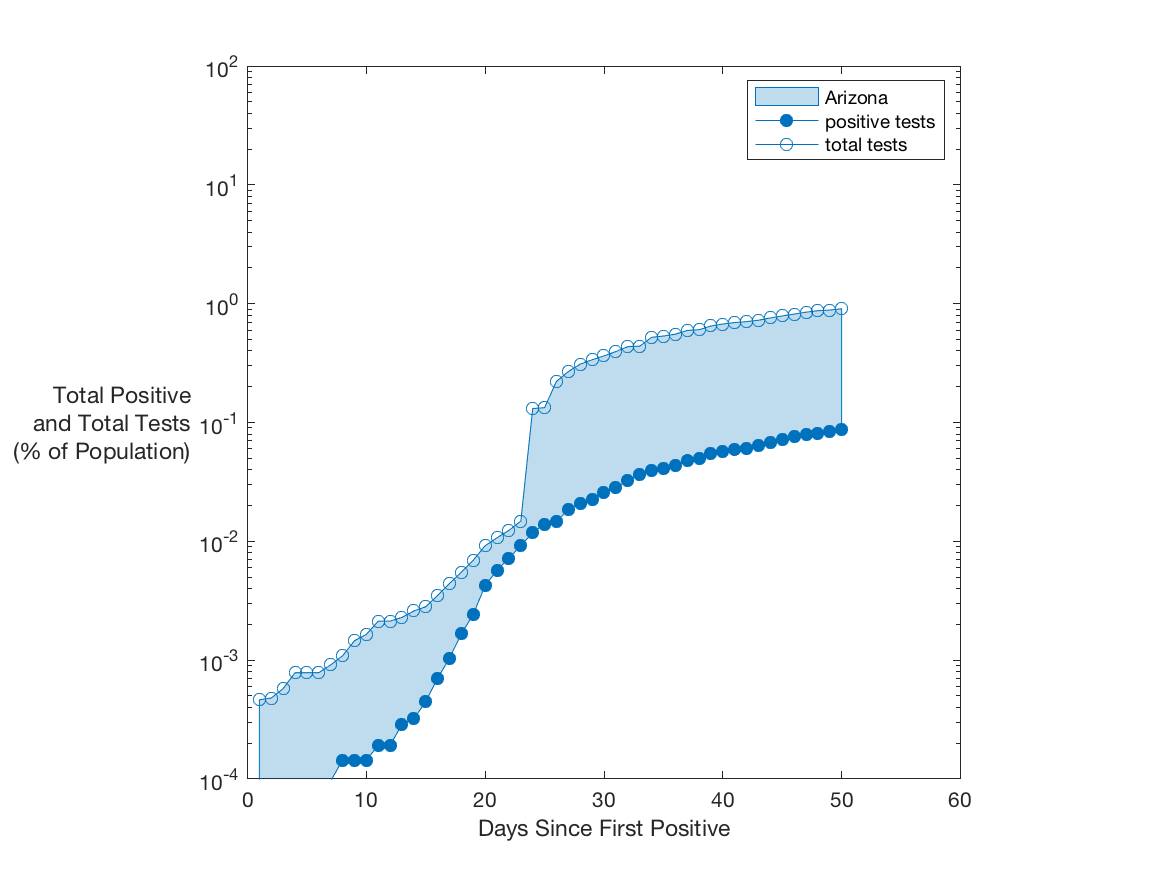 10^2
10^1
10^0
10^-1
10^-2
10^-3
10^-4
Total Positive
and Total Tests
(% of Population)
Arizona
positive tests
total tests
0 10 20 30 40 50 60
Days Since First Positive